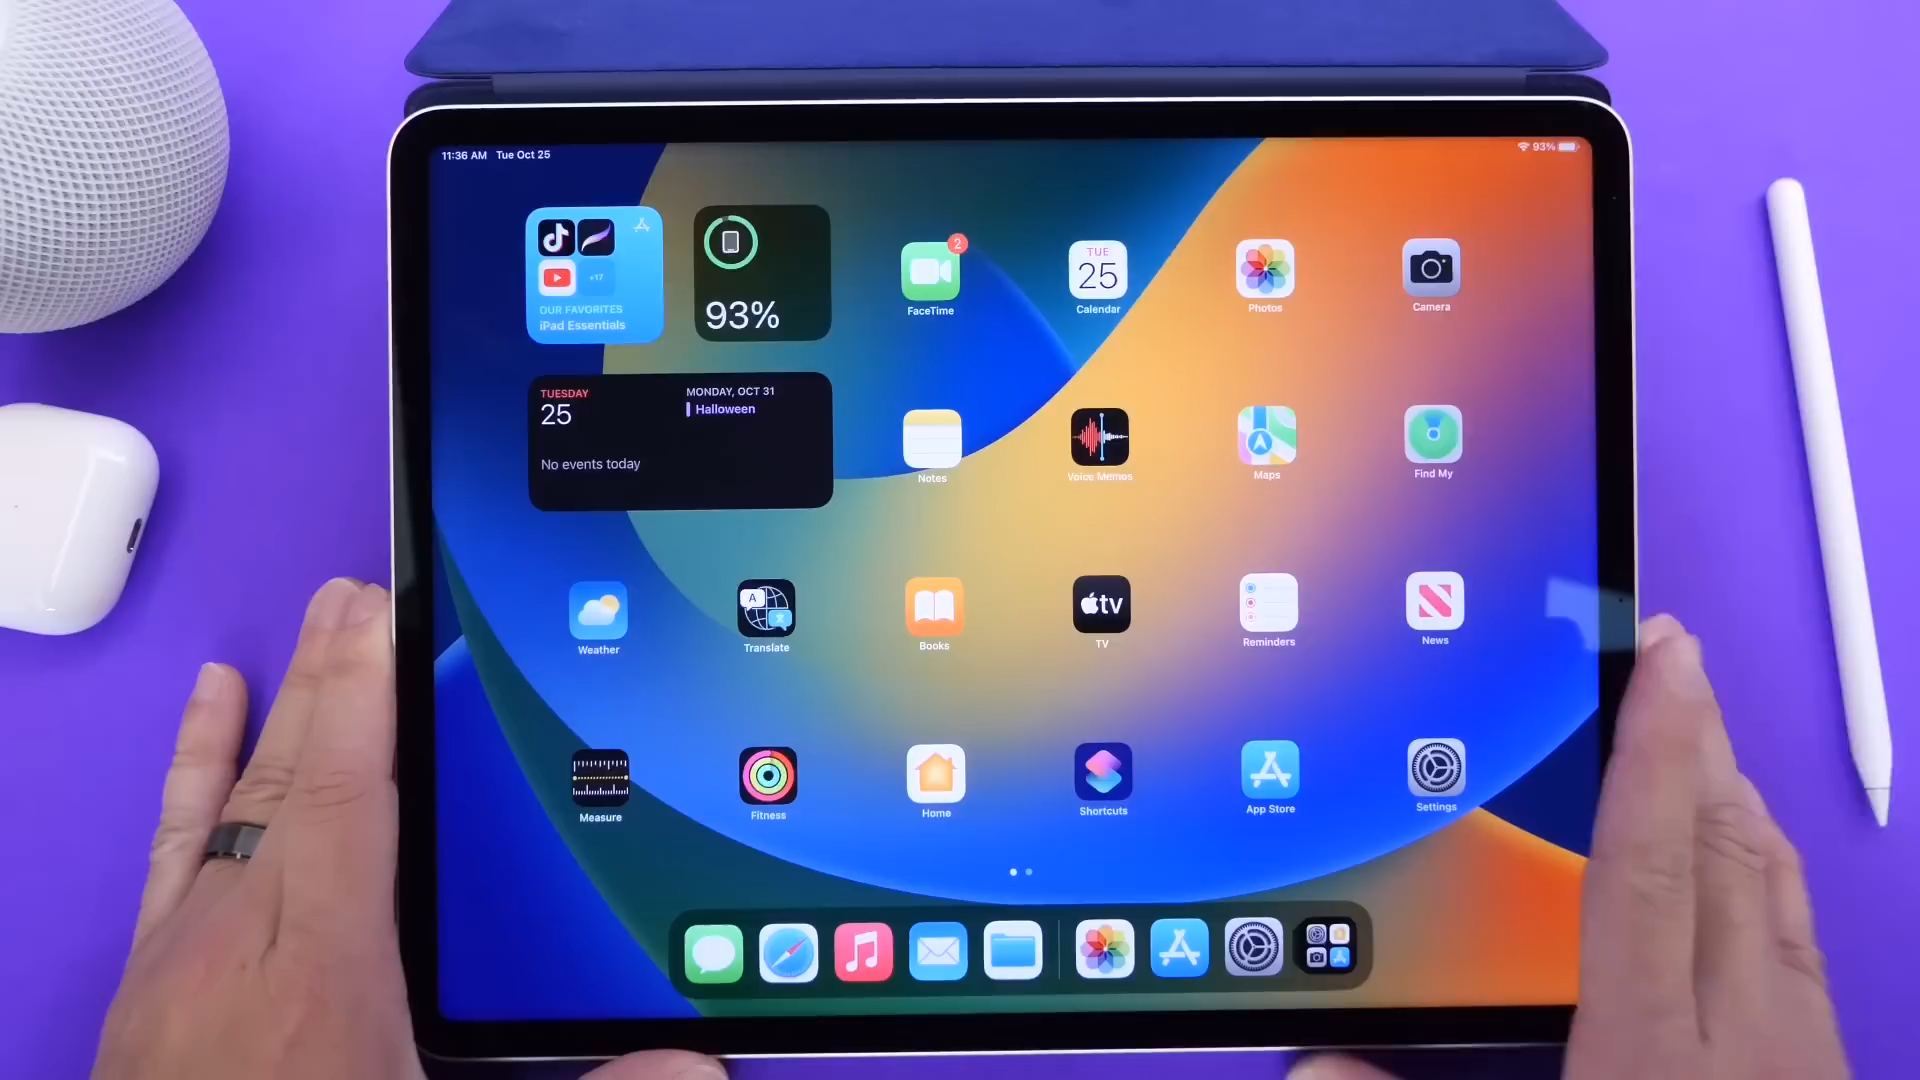 11:36 AM Tue Oct 25
93%
+17
OUR FAVORITES
iPad Essentials
93%
2
FaceTime
TUE
25
Calendar
Photos
Camera
TUESDAY
25
No events today
MONDAY, OCT 31
Halloween
Notes
Voice Memos
Maps
Find My
Weather
A
Translate
Books
tv
TV
Reminders
News
Measure
Fitness
Home
Shortcuts
App Store
Settings